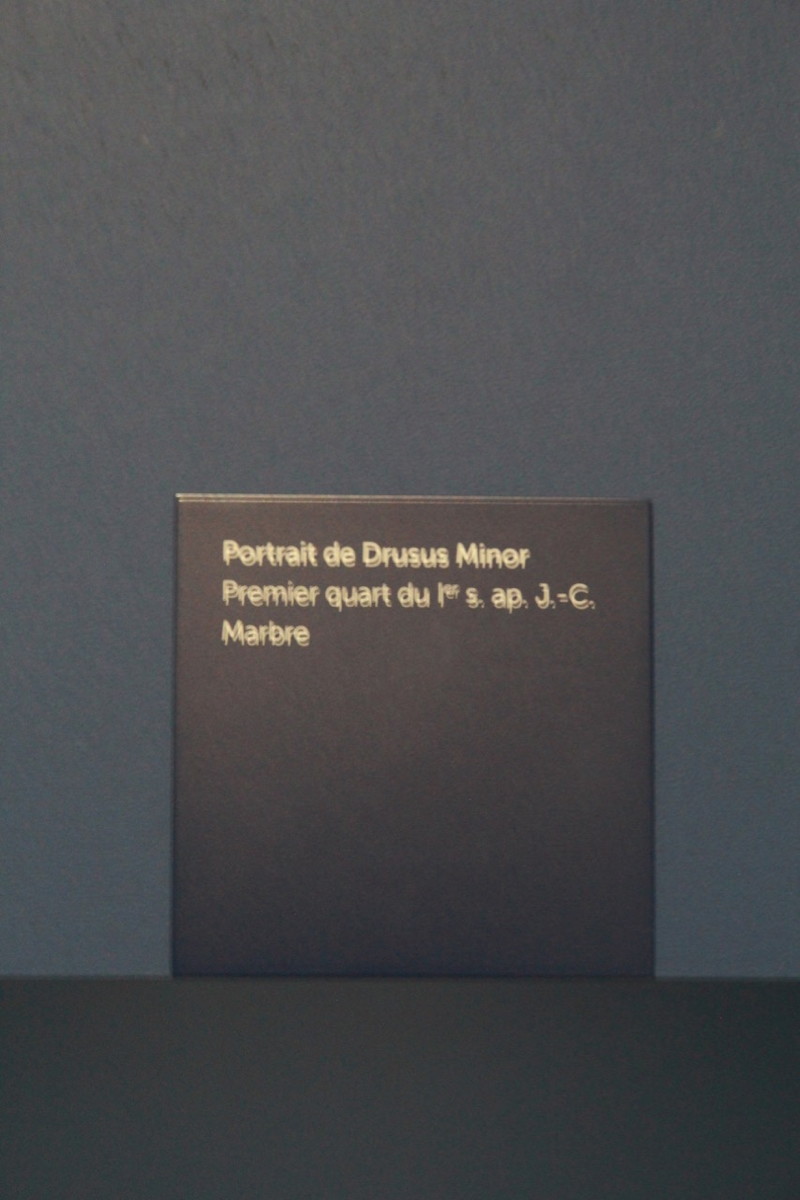 Portrait de Drusus Minor
Premier quart du Iᵉʳ s. ap. J.-C.
Marbre